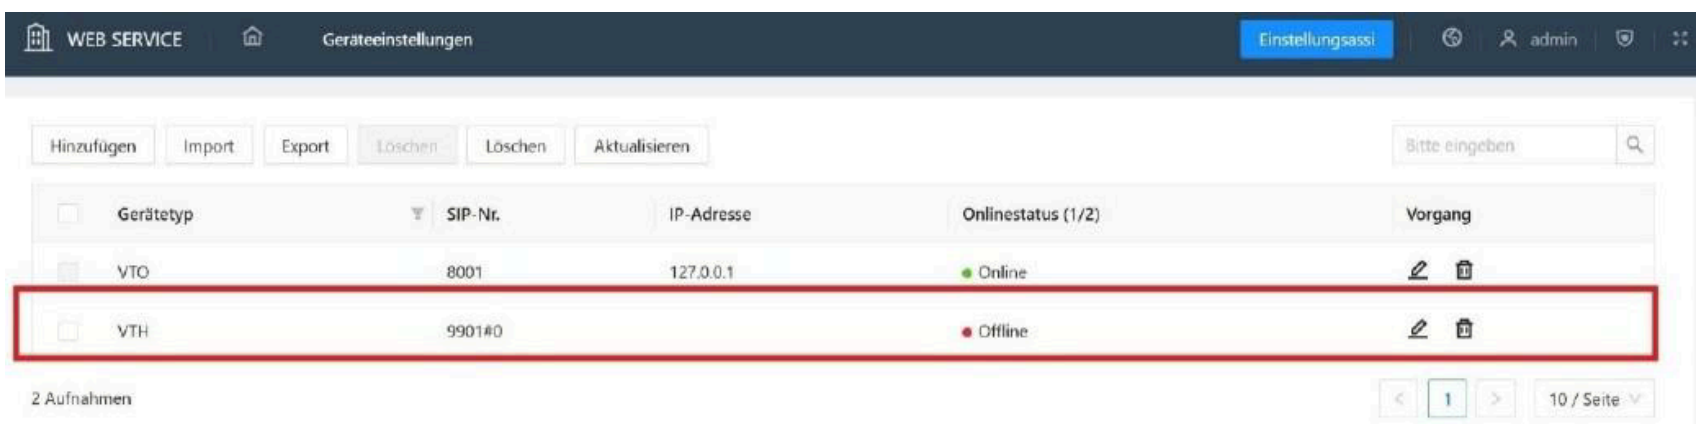 WEB SERVICE Geräteeinstellungen Einstellungsassi admin
Hinzufügen Import Export Löschen Löschen Aktualisieren Bitte eingeben
Gerätetyp SIP-Nr. IP-Adresse Onlinestatus (1/2) Vorgang
VTO 8001 127.0.0.1 Online
VTH 9901#0 Offline
2 Aufnahmen < 1 > 10 / Seite